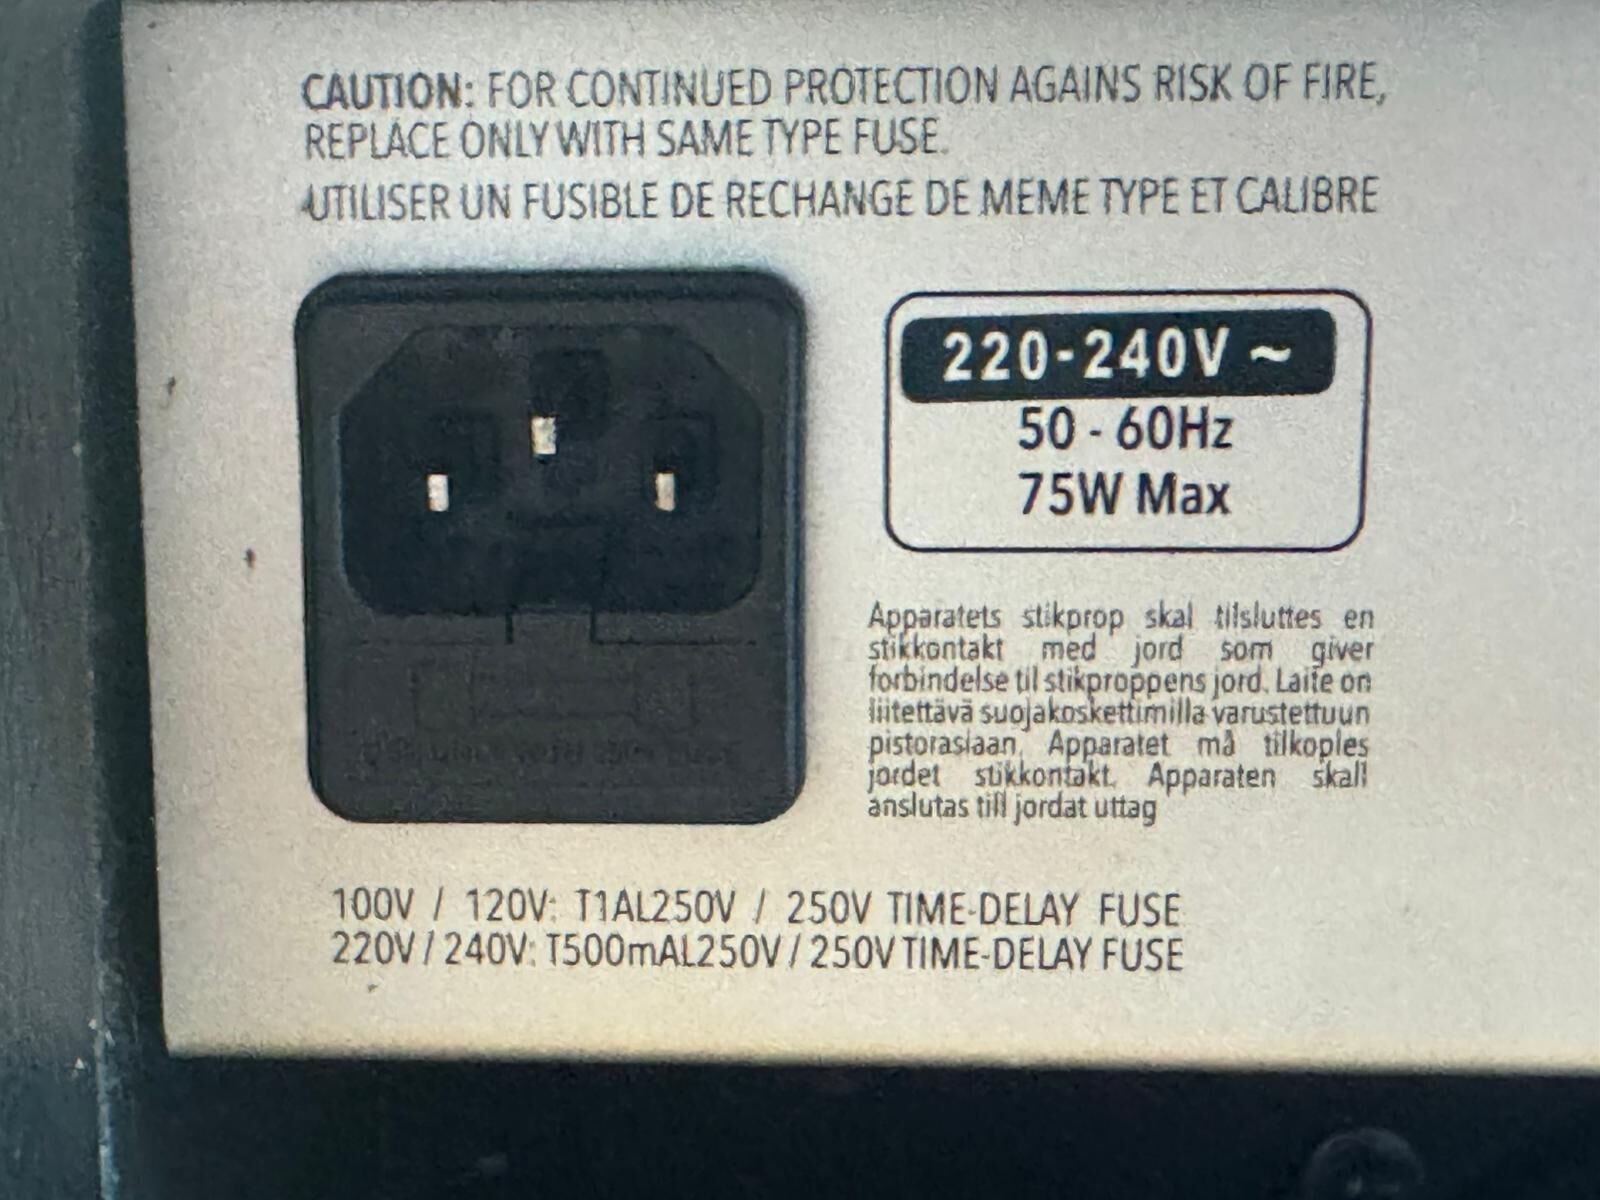 CAUTION: FOR CONTINUED PROTECTION AGAINS RISK OF FIRE,
REPLACE ONLY WITH SAME TYPE FUSE.
UTILISER UN FUSIBLE DE RECHANGE DE MEME TYPE ET CALIBRE
220-240V ~
50 - 60Hz
75W Max
Apparatets stikprop skal tilsluttes en
stikkontakt med jord som giver
forbindelse til stikproppens jord. Laite on
liitettävä suojakoskettimilla varustettuun
pistorasiaan. Apparatet må tilkoples
jordet stikkontakt. Apparaten skall
anslutas till jordat uttag
100V / 120V: T1AL250V / 250V TIME-DELAY FUSE
220V / 240V: T500mAL250V / 250V TIME-DELAY FUSE